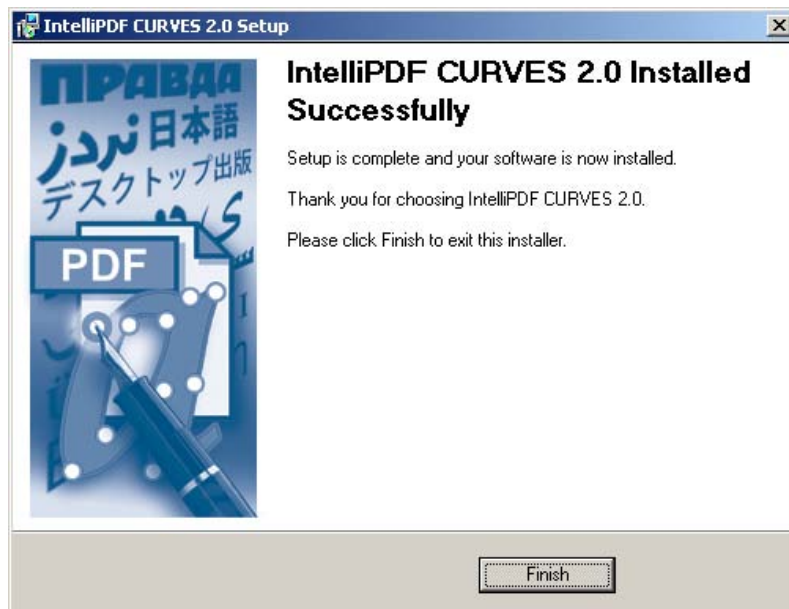 IntelliPDF CURVES 2.0 Setup
ПРАВДА
日本語
デスクトップ出版
PDF
IntelliPDF CURVES 2.0 Installed
Successfully
Setup is complete and your software is now installed.
Thank you for choosing IntelliPDF CURVES 2.0.
Please click Finish to exit this installer.
Finish